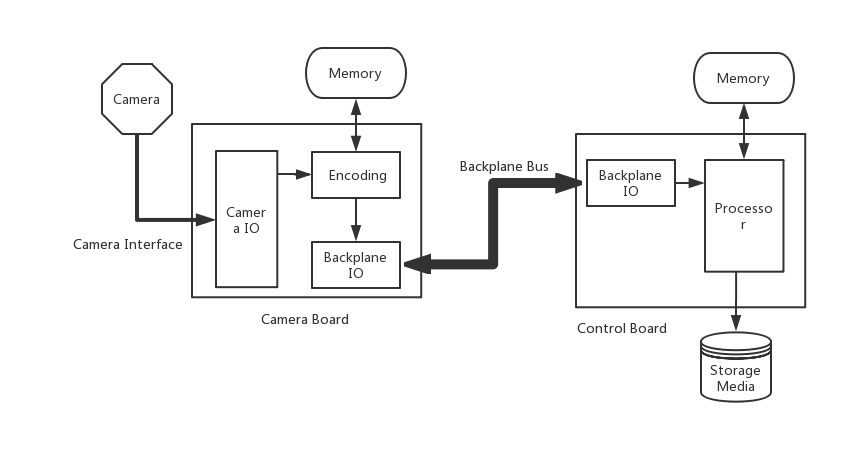 Memory
Memory
Camera
Backplane Bus
Encoding
Backplane
IO
Camer
a IO
Processo
r
Camera Interface
Backplane
IO
Camera Board
Control Board
Storage
Media